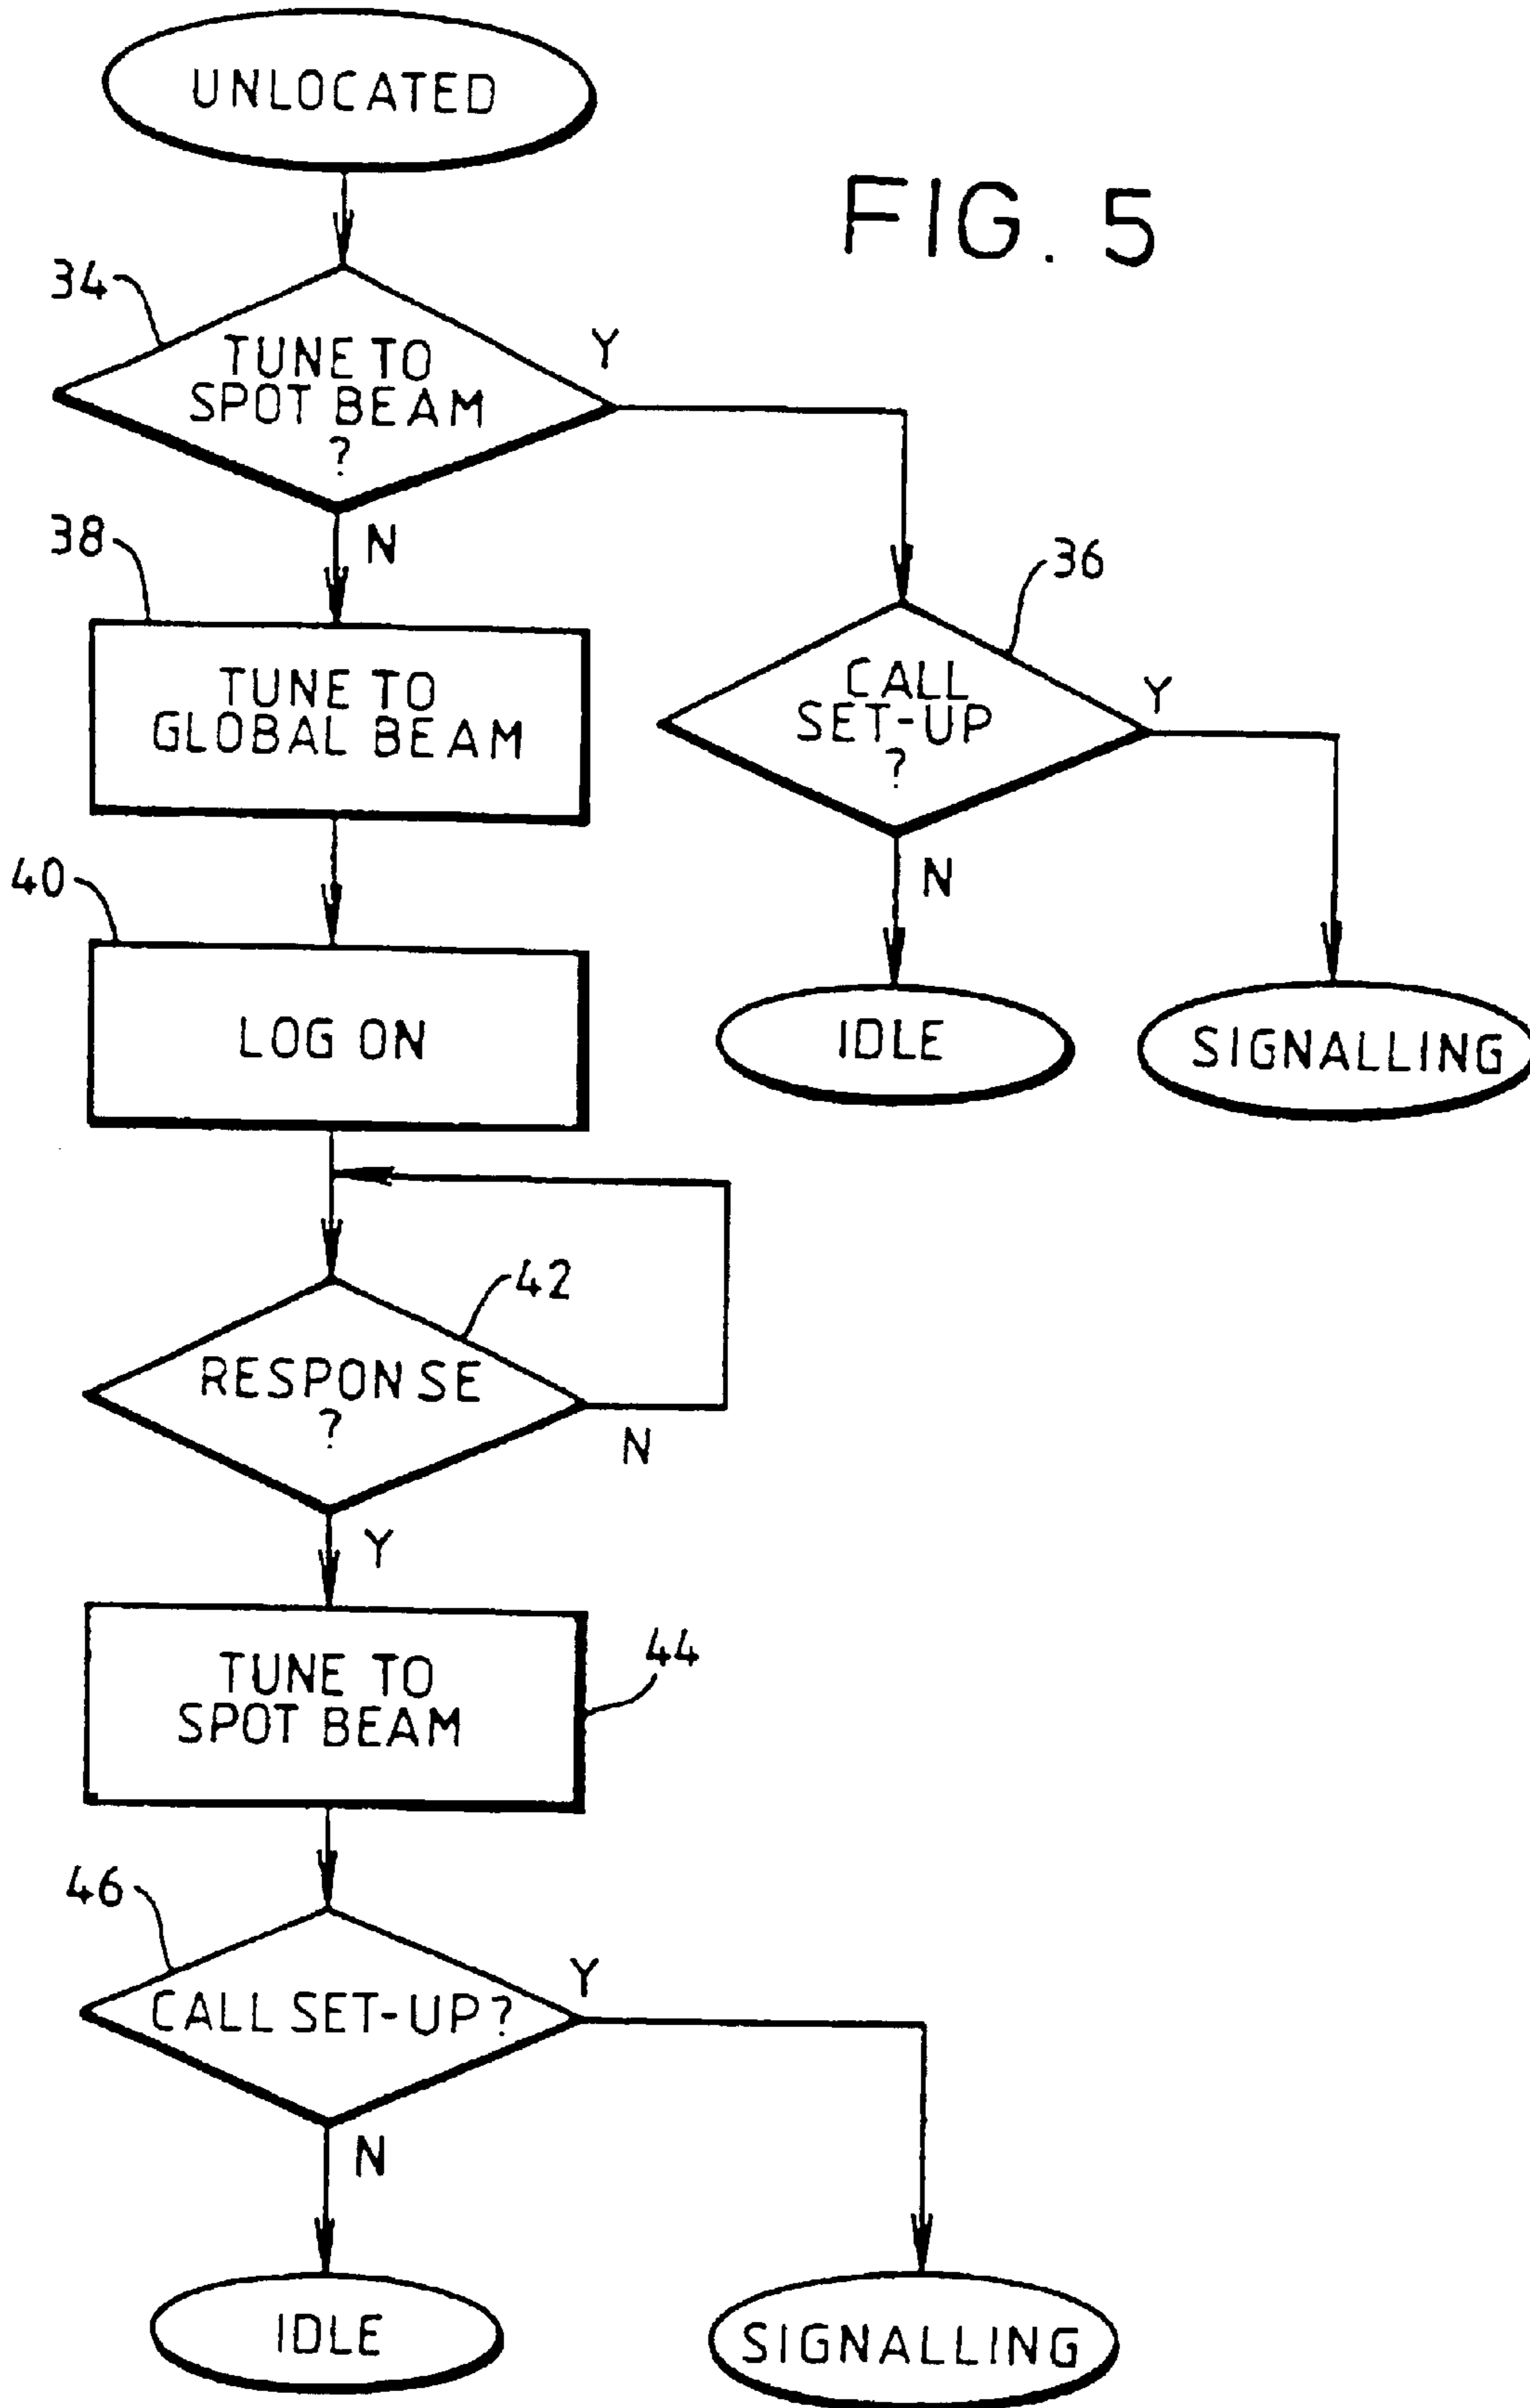 UNLOCATED
FIG. 5
34
TUNE TO
SPOT BEAM
?
Y
N
38
TUNE TO
GLOBAL BEAM
36
CALL
SET-UP
?
Y
N
40
LOG ON
IDLE
SIGNALLING
42
RESPONSE
?
N
Y
TUNE TO
SPOT BEAM
44
46
CALL SET-UP?
Y
N
IDLE
SIGNALLING